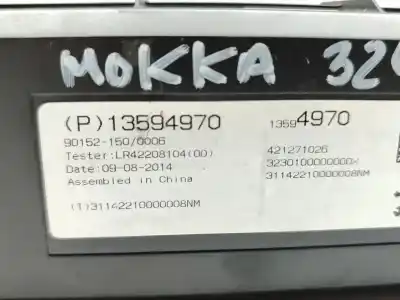 MOKKA 32
(P)13594970
13594970
90152-150/0006
421271026
Tester:LR42208104(00)
3230100000000X
Date:09-08-2014
31142210000008NM
Assembled in China
(1)31142210000008NM